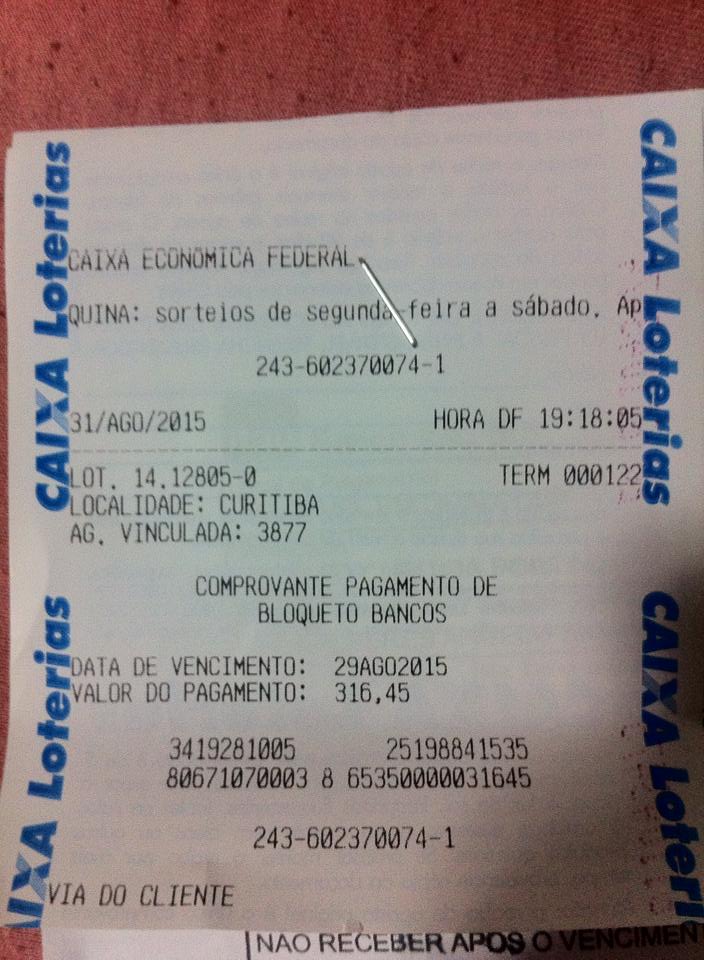 CAIXA Loterias
CAIXA Loterias
CAIXA ECONOMICA FEDERAL
QUINA: sorteios de segunda-feira a sábado. Ap
243-602370074-1
31/AGO/2015 HORA DF 19:18:05
LOT. 14.12805-0 TERM 000122
LOCALIDADE: CURITIBA
AG. VINCULADA: 3877
COMPROVANTE PAGAMENTO DE
BLOQUETO BANCOS
DATA DE VENCIMENTO: 29AGO2015
VALOR DO PAGAMENTO: 316,45
3419281005 25198841535
80671070003 8 65350000031645
243-602370074-1
VIA DO CLIENTE
AIXA Loterias
CAIXA Loteri
NAO RECEBER APOS O VENCIMEN